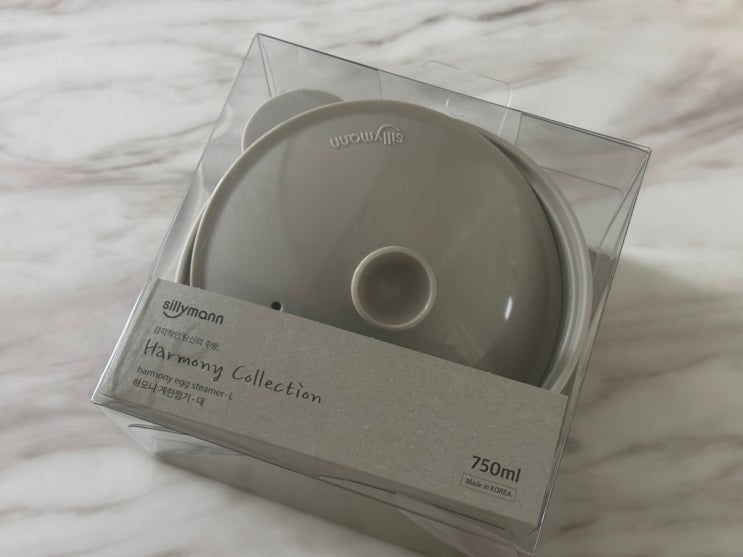 sillymann
sillymann
감각적인 당신의 주방,
Harmony Collection
harmony egg steamer-L
하모니 계란찜기-대
750ml
Made in KOREA